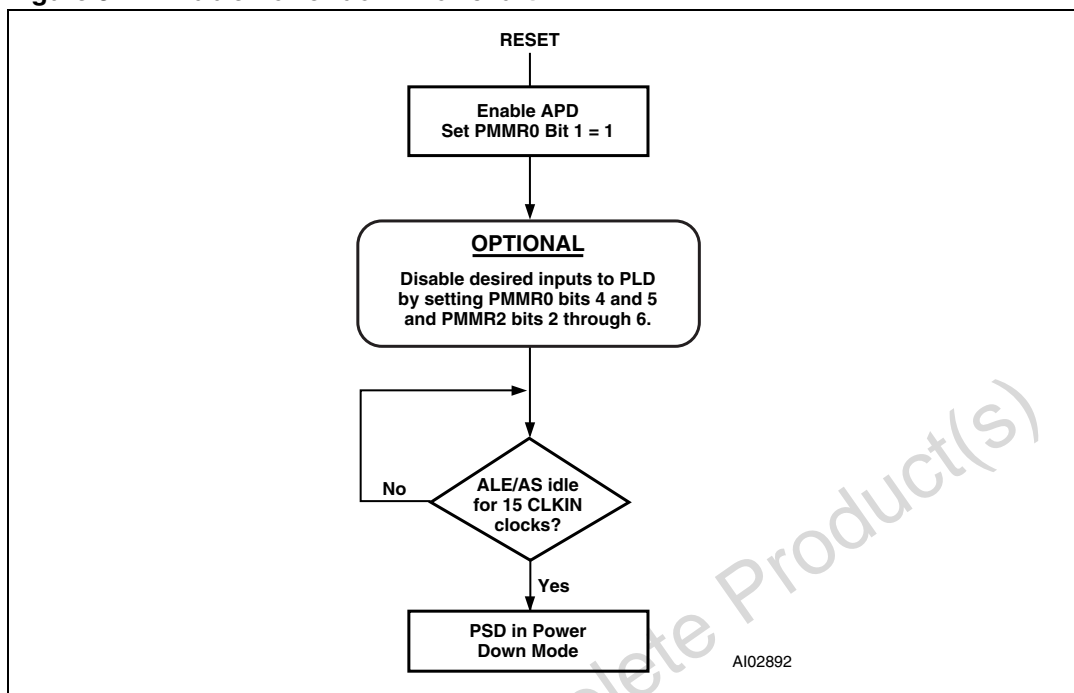 RESET
Enable APD
Set PMMR0 Bit 1 = 1
OPTIONAL
Disable desired inputs to PLD
by setting PMMR0 bits 4 and 5
and PMMR2 bits 2 through 6.
No
ALE/AS idle
for 15 CLKIN
clocks?
Yes
PSD in Power
Down Mode
AI02892
lete Product(s)